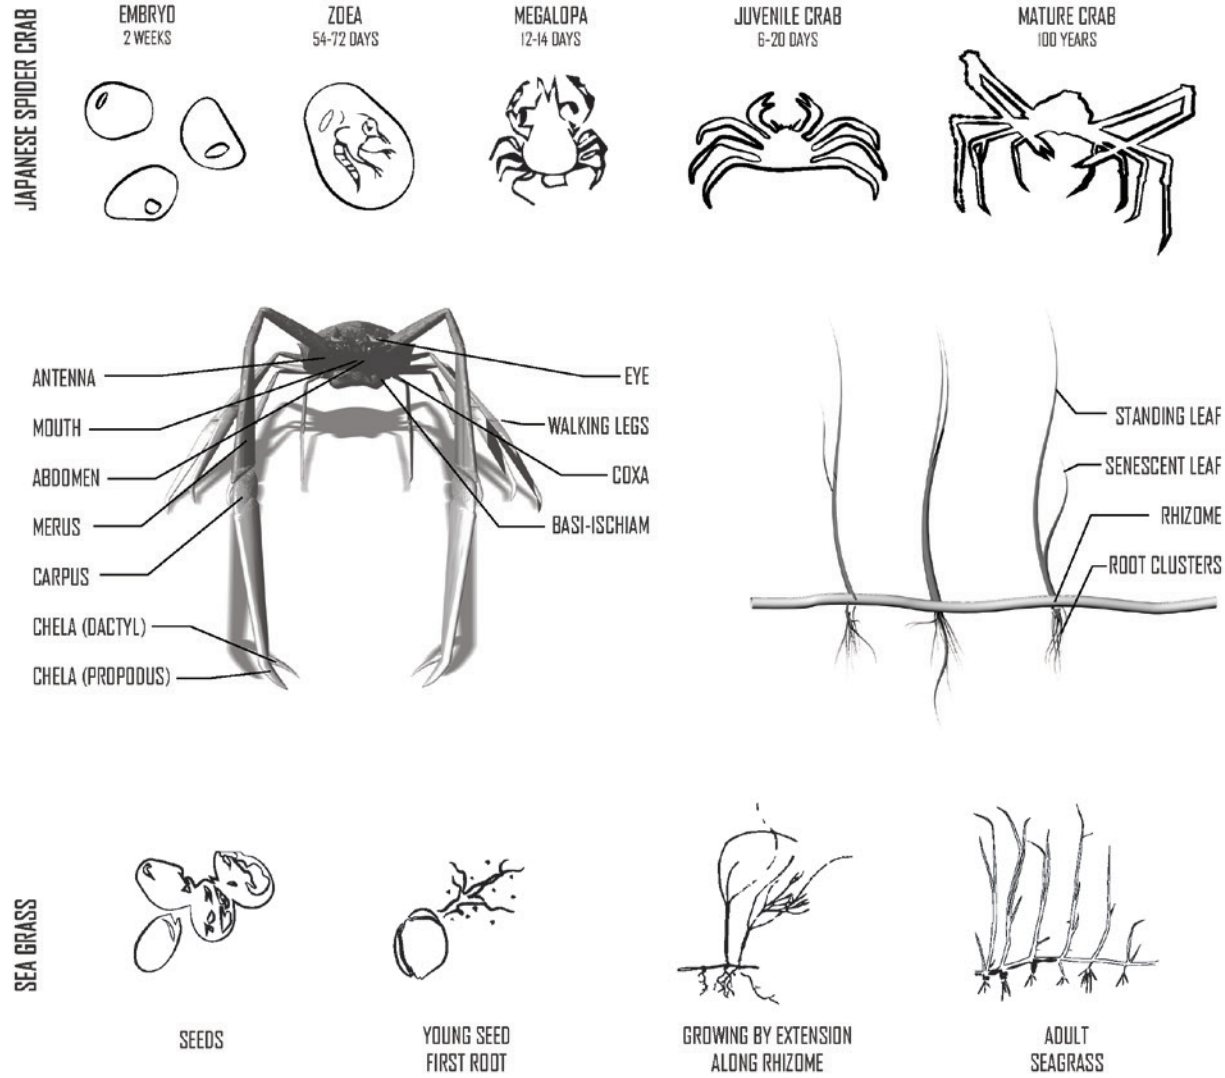 JAPANESE SPIDER CRAB
EMBRYO
2 WEEKS
ZOEA
54-72 DAYS
MEGALOPA
12-14 DAYS
JUVENILE CRAB
6-20 DAYS
MATURE CRAB
100 YEARS
ANTENNA
MOUTH
ABDOMEN
MERUS
CARPUS
CHELA (DACTYL)
CHELA (PROPODUS)
EYE
WALKING LEGS
COXA
BASI-ISCHIAM
STANDING LEAF
SENESCENT LEAF
RHIZOME
ROOT CLUSTERS
SEA GRASS
SEEDS
YOUNG SEED
FIRST ROOT
GROWING BY EXTENSION
ALONG RHIZOME
ADULT
SEAGRASS